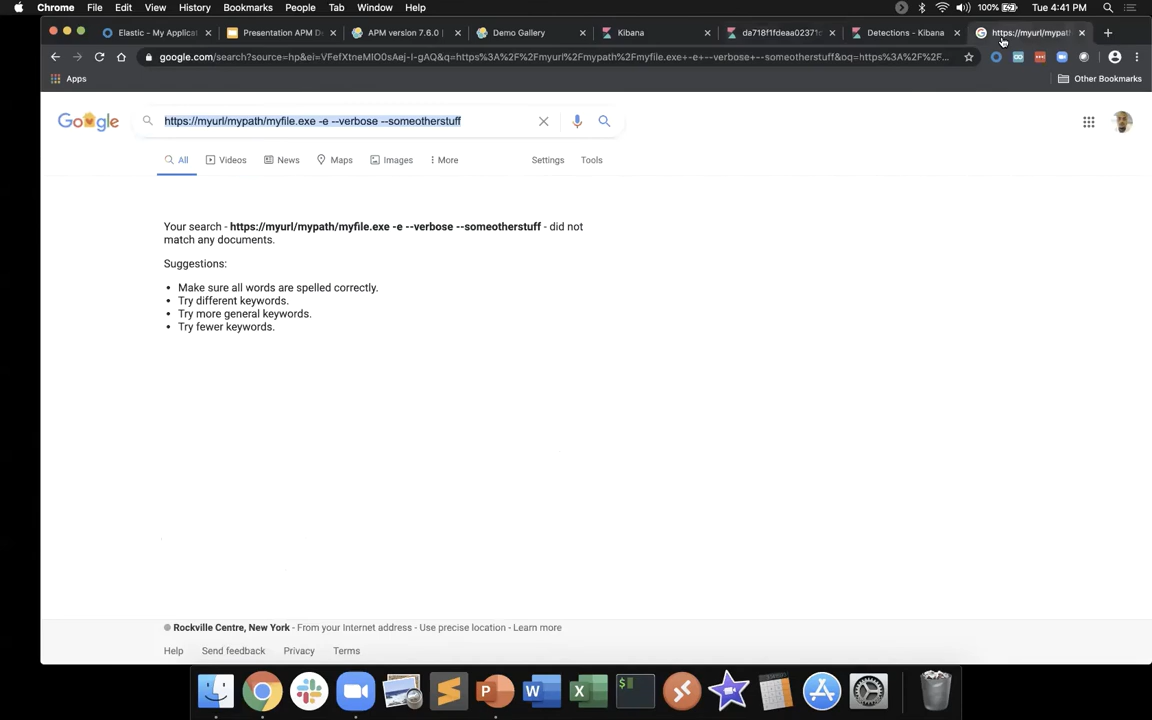 Chrome File Edit View History Bookmarks People Tab Window Help 100% Tue 4:41 PM
Elastic - My Applicat Presentation APM D APM version 7.6.0 Demo Gallery Kibana da718f1fdeaa02371c Detections - Kibana https://myurl/mypath
google.com/search?source=hp&ei=VFefXtneMIO0sAej-I-gAQ&q=https%3A%2F%2Fmyurl%2Fmypath%2Fmyfile.exe+-e+--verbose+--someotherstuff&oq=https%3A%2F%2F...
Apps Other Bookmarks
Google https://myurl/mypath/myfile.exe -e --verbose --someotherstuff
All Videos News Maps Images More Settings Tools
Your search - https://myurl/mypath/myfile.exe -e --verbose --someotherstuff - did not
match any documents.
Suggestions:
• Make sure all words are spelled correctly.
• Try different keywords.
• Try more general keywords.
• Try fewer keywords.
Rockville Centre, New York - From your Internet address - Use precise location - Learn more
Help Send feedback Privacy Terms